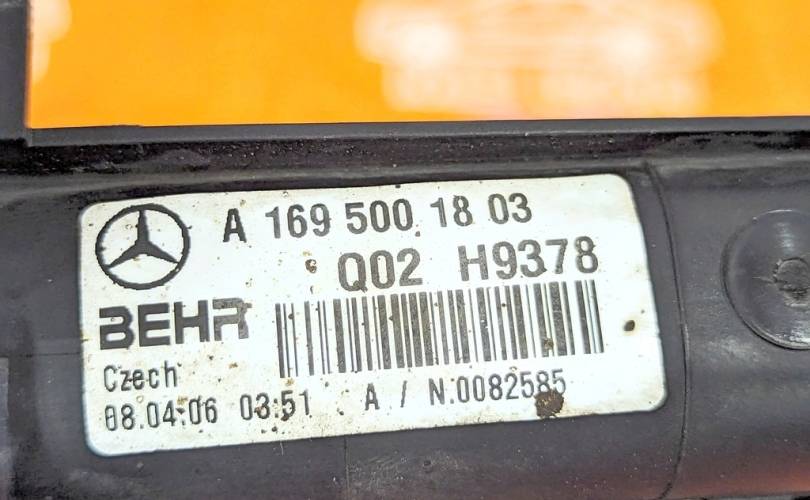 A 169 500 18 03
Q02 H9378
BEHR
Czech
08.04.06 03:51 A / N.0082585